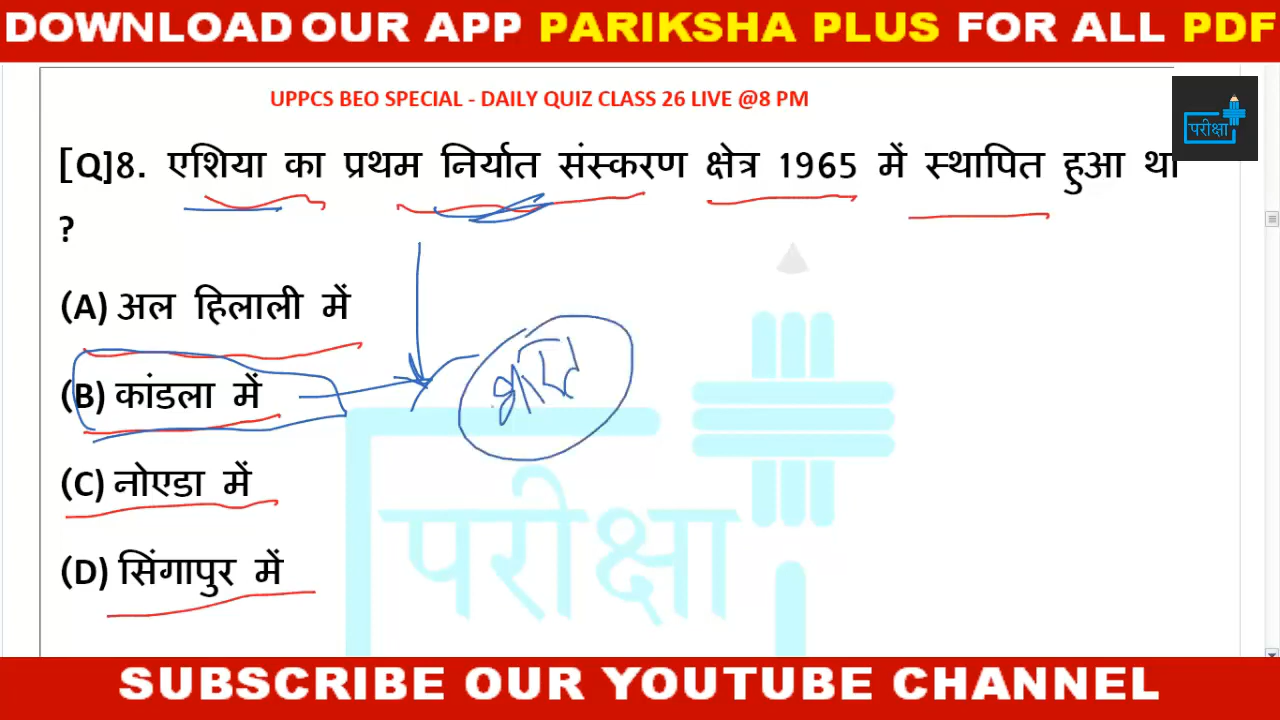 DOWNLOAD OUR APP PARIKSHA PLUS FOR ALL PDF
UPPCS BEO SPECIAL - DAILY QUIZ CLASS 26 LIVE @8 PM
परीक्षा
[Q]8. एशिया का प्रथम निर्यात संस्करण क्षेत्र 1965 में स्थापित हुआ था
?
(A) अल हिलाली में
(B) कांडला में
भारत
(C) नोएडा में
(D) सिंगापुर में
परीक्षा
SUBSCRIBE OUR YOUTUBE CHANNEL